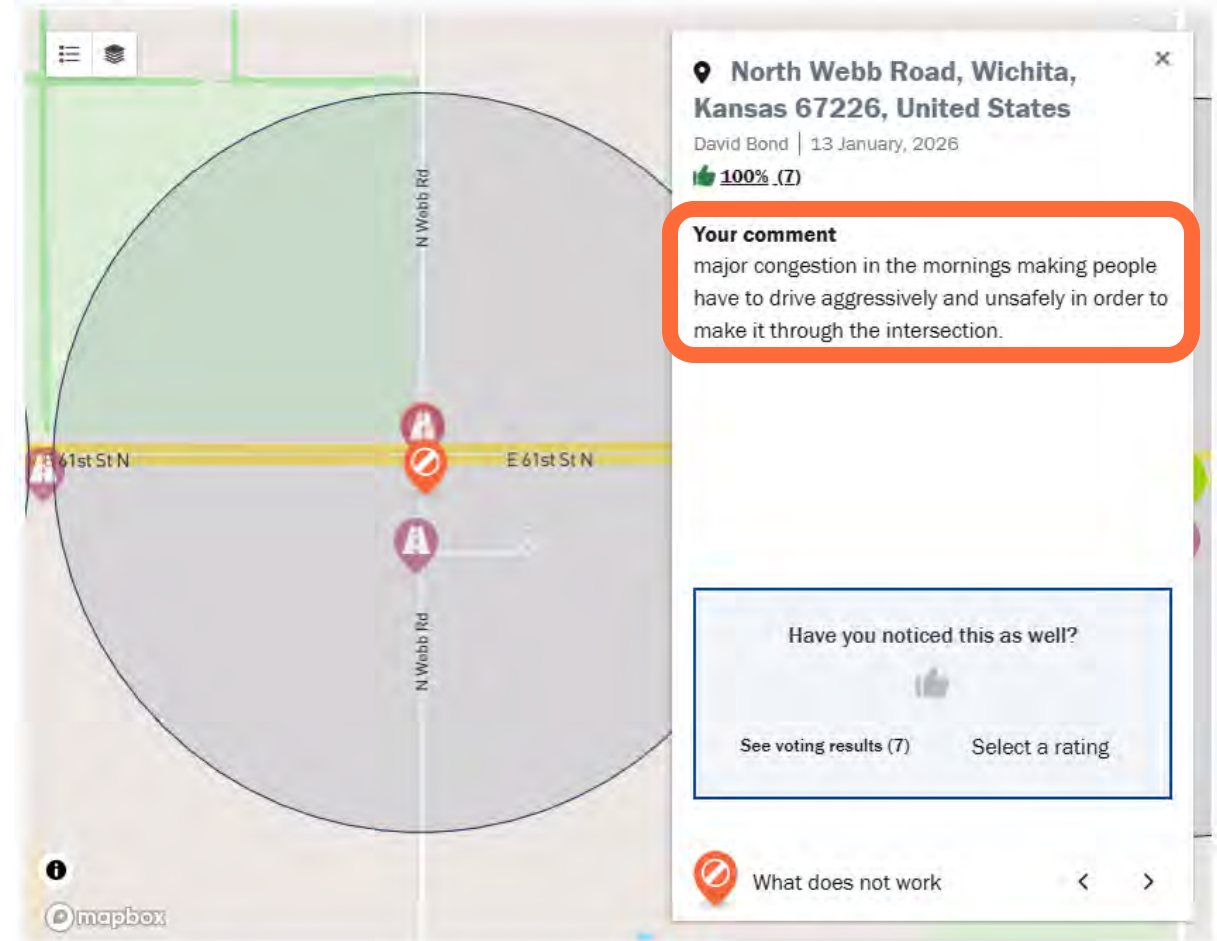 North Webb Road, Wichita,
Kansas 67226, United States
David Bond | 13 January, 2026
100% (7)
Your comment
major congestion in the mornings making people
have to drive aggressively and unsafely in order to
make it through the intersection.
N Webb Rd
E 61st St N
E 61st St N
N Webb Rd
Have you noticed this as well?
See voting results (7)
Select a rating
What does not work
mapbox